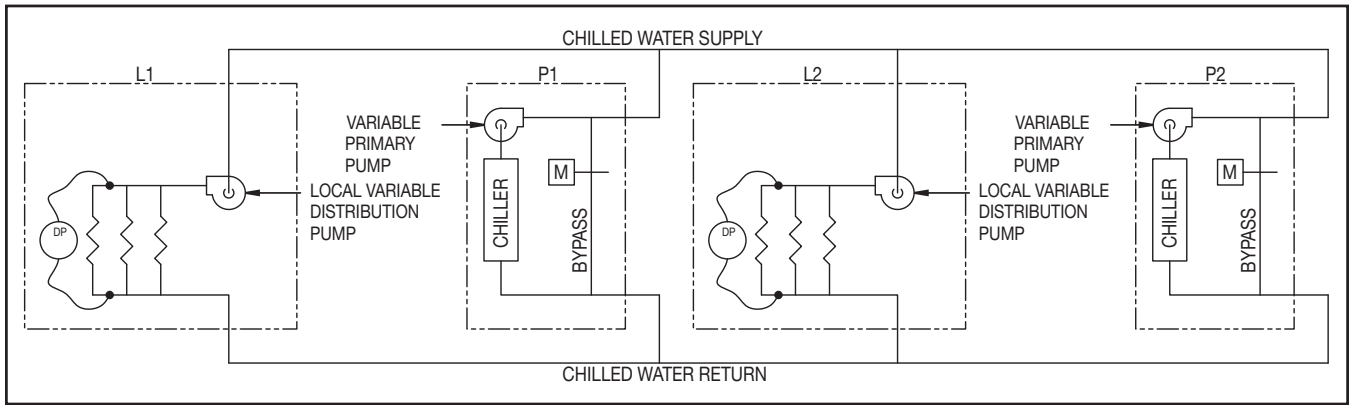 CHILLED WATER SUPPLY
L1
P1
L2
P2
VARIABLE
PRIMARY
PUMP
VARIABLE
PRIMARY
PUMP
M
M
LOCAL VARIABLE
DISTRIBUTION
PUMP
LOCAL VARIABLE
DISTRIBUTION
PUMP
DP
CHILLER
BYPASS
DP
CHILLER
BYPASS
CHILLED WATER RETURN